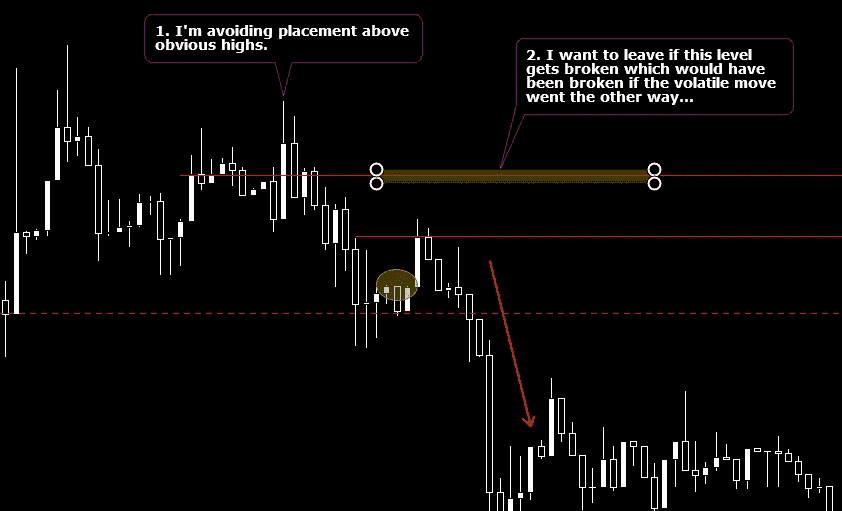 1. I'm avoiding placement above
obvious highs.
2. I want to leave if this level
gets broken which would have
been broken if the volatile move
went the other way...